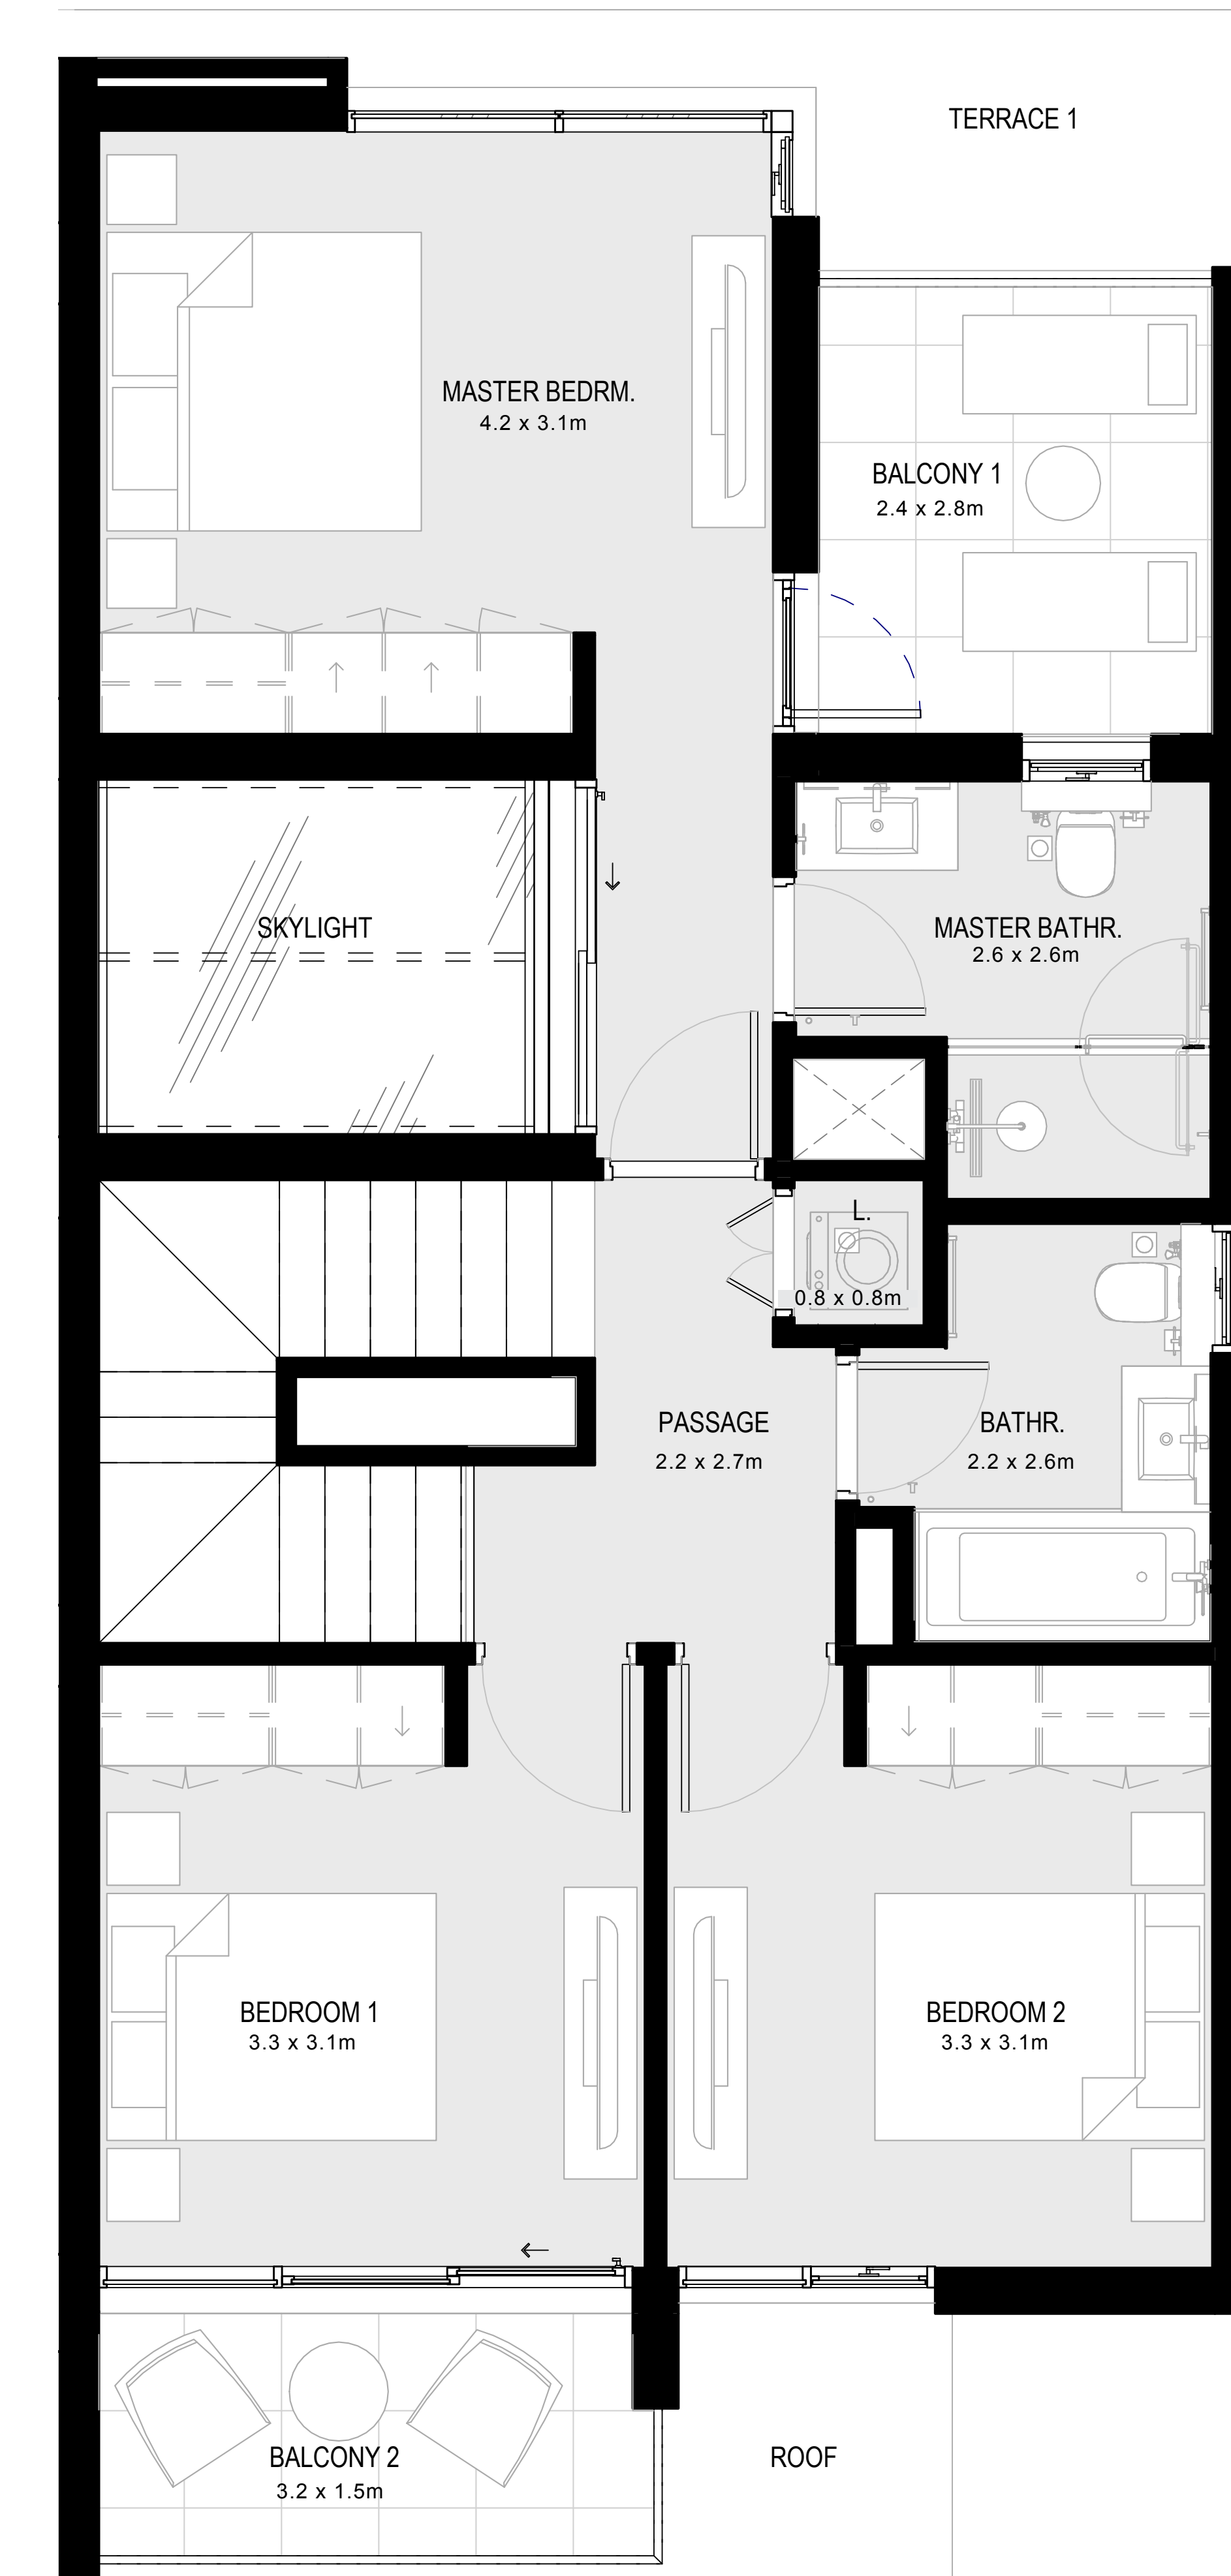 TERRACE 1
MASTER BEDRM.
4.2 x 3.1m
BALCONY 1
2.4 x 2.8m
SKYLIGHT
MASTER BATHR.
2.6 x 2.6m
L.
0.8 x 0.8m
PASSAGE
2.2 x 2.7m
BATHR.
2.2 x 2.6m
BEDROOM 1
3.3 x 3.1m
BEDROOM 2
3.3 x 3.1m
BALCONY 2
3.2 x 1.5m
ROOF